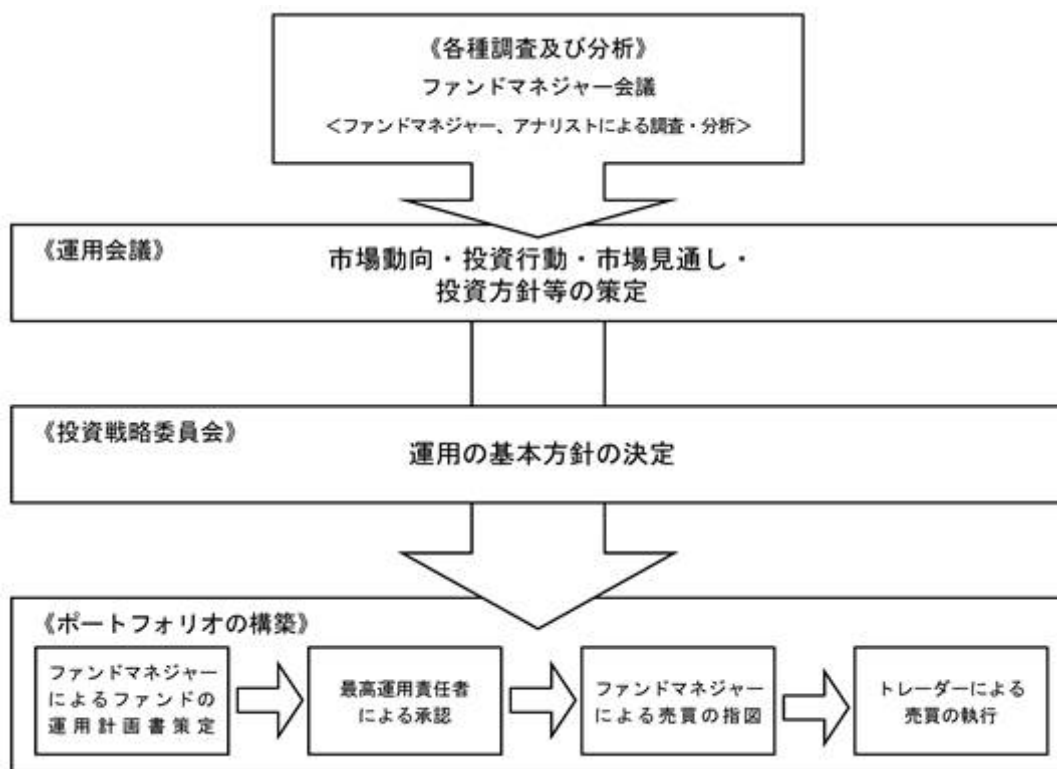 《各種調査及び分析》
ファンドマネジャー会議
＜ファンドマネジャー、アナリストによる調査・分析＞
《運用会議》
市場動向・投資行動・市場見通し・
投資方針等の策定
《投資戦略委員会》
運用の基本方針の決定
《ポートフォリオの構築》
ファンドマネジャー
によるファンドの
運用計画書策定
最高運用責任者
による承認
ファンドマネジャー
による売買の指図
トレーダーによる
売買の執行